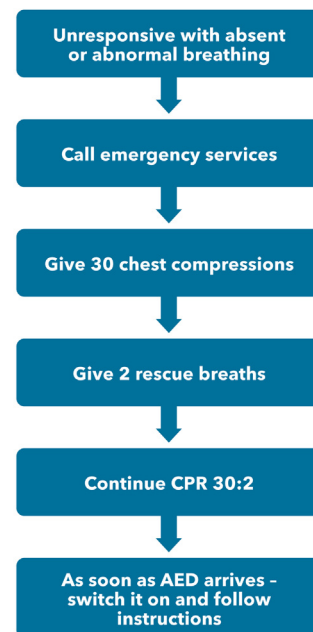 Unresponsive with absent
or abnormal breathing
Call emergency services
Give 30 chest compressions
Give 2 rescue breaths
Continue CPR 30:2
As soon as AED arrives –
switch it on and follow
instructions